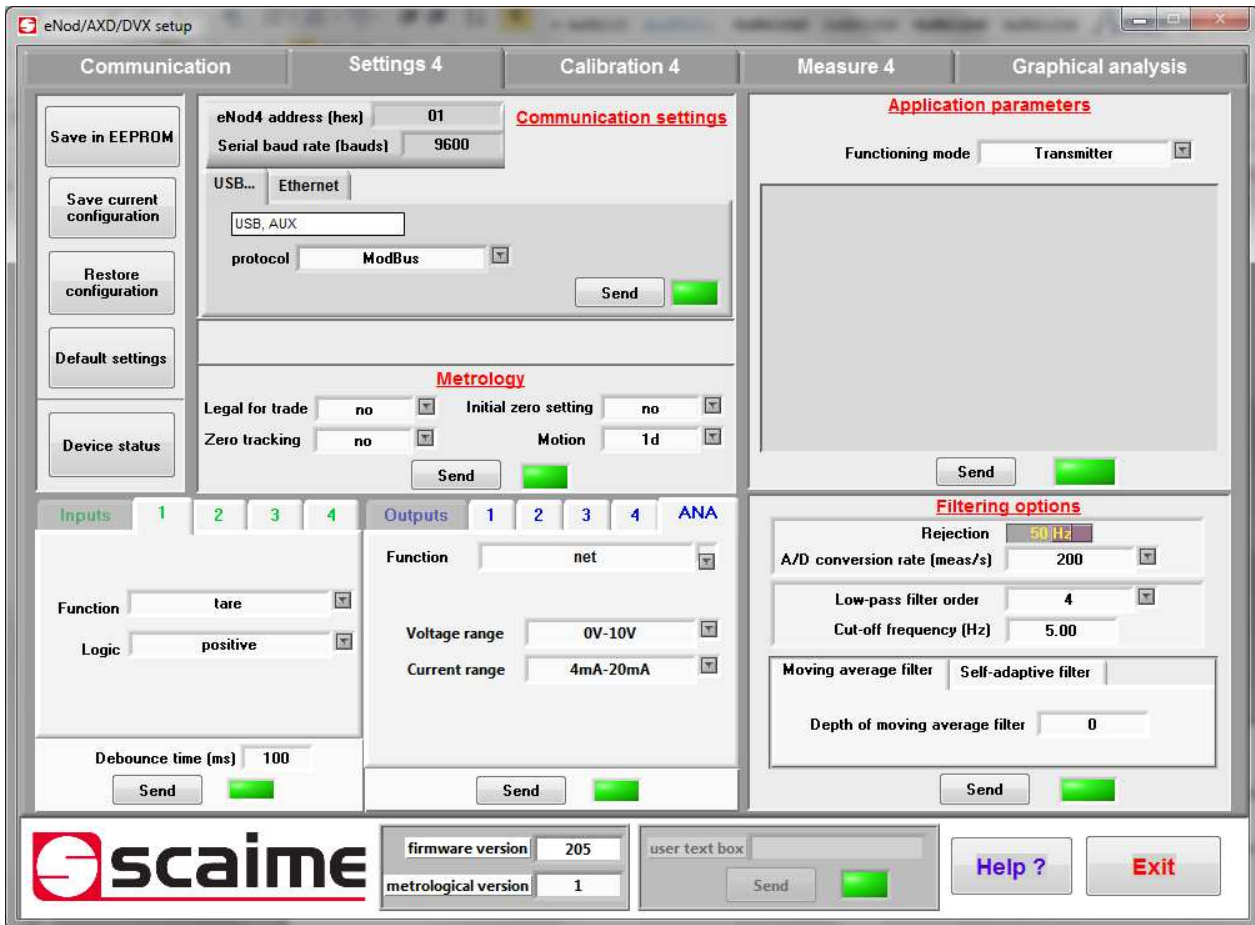 eNod/AXD/DVX setup
Communication
Settings 4
Calibration 4
Measure 4
Graphical analysis
Save in EEPROM
Save current
configuration
Restore
configuration
Default settings
Device status
eNod4 address (hex) 01
Serial baud rate (bauds) 9600
Communication settings
USB... Ethernet
USB, AUX
protocol ModBus
Send
Metrology
Legal for trade no Initial zero setting no
Zero tracking no Motion 1d
Send
Application parameters
Functioning mode Transmitter
Send
Inputs 1 2 3 4
Function tare
Logic positive
Debounce time (ms) 100
Send
Outputs 1 2 3 4 ANA
Function net
Voltage range 0V-10V
Current range 4mA-20mA
Send
Filtering options
Rejection 50 Hz
A/D conversion rate (meas/s) 200
Low-pass filter order 4
Cut-off frequency (Hz) 5.00
Moving average filter Self-adaptive filter
Depth of moving average filter 0
Send
scaime
firmware version 205
metrological version 1
user text box
Send
Help ?
Exit